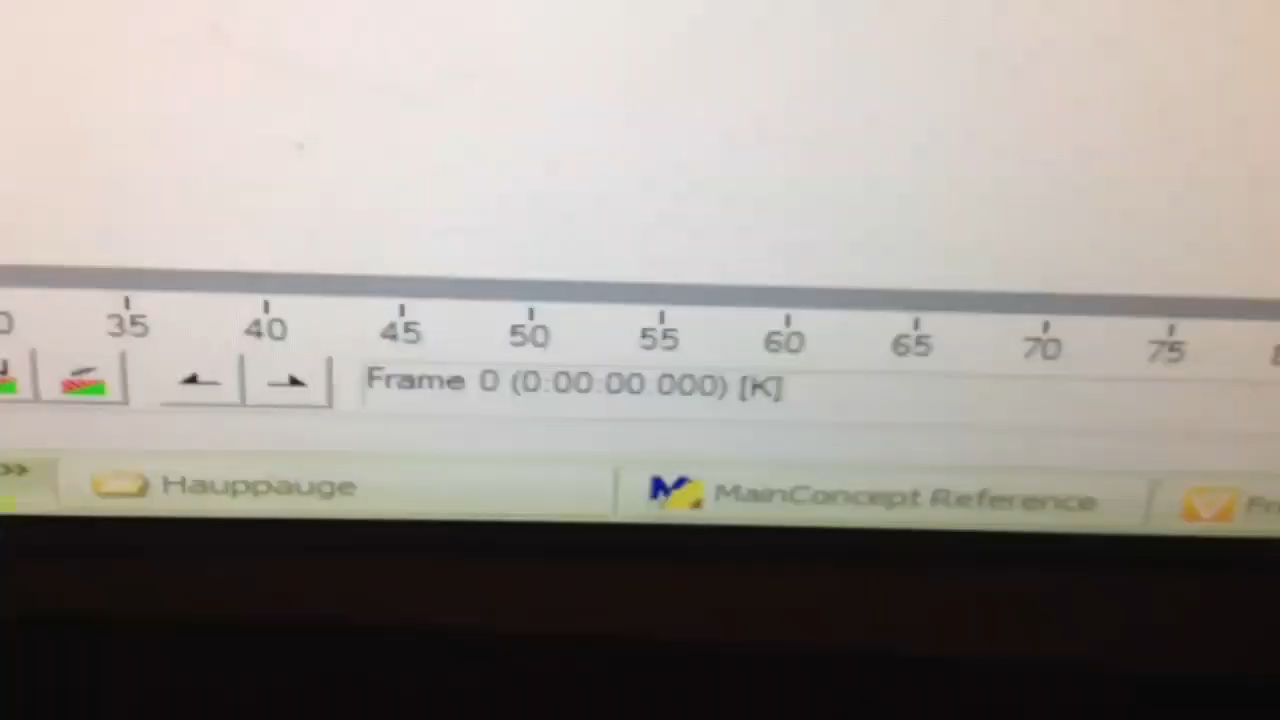 35 40 45 50 55 60 65 70 75
Frame 0 (0:00:00.000) [K]
» Hauppauge MainConcept Reference